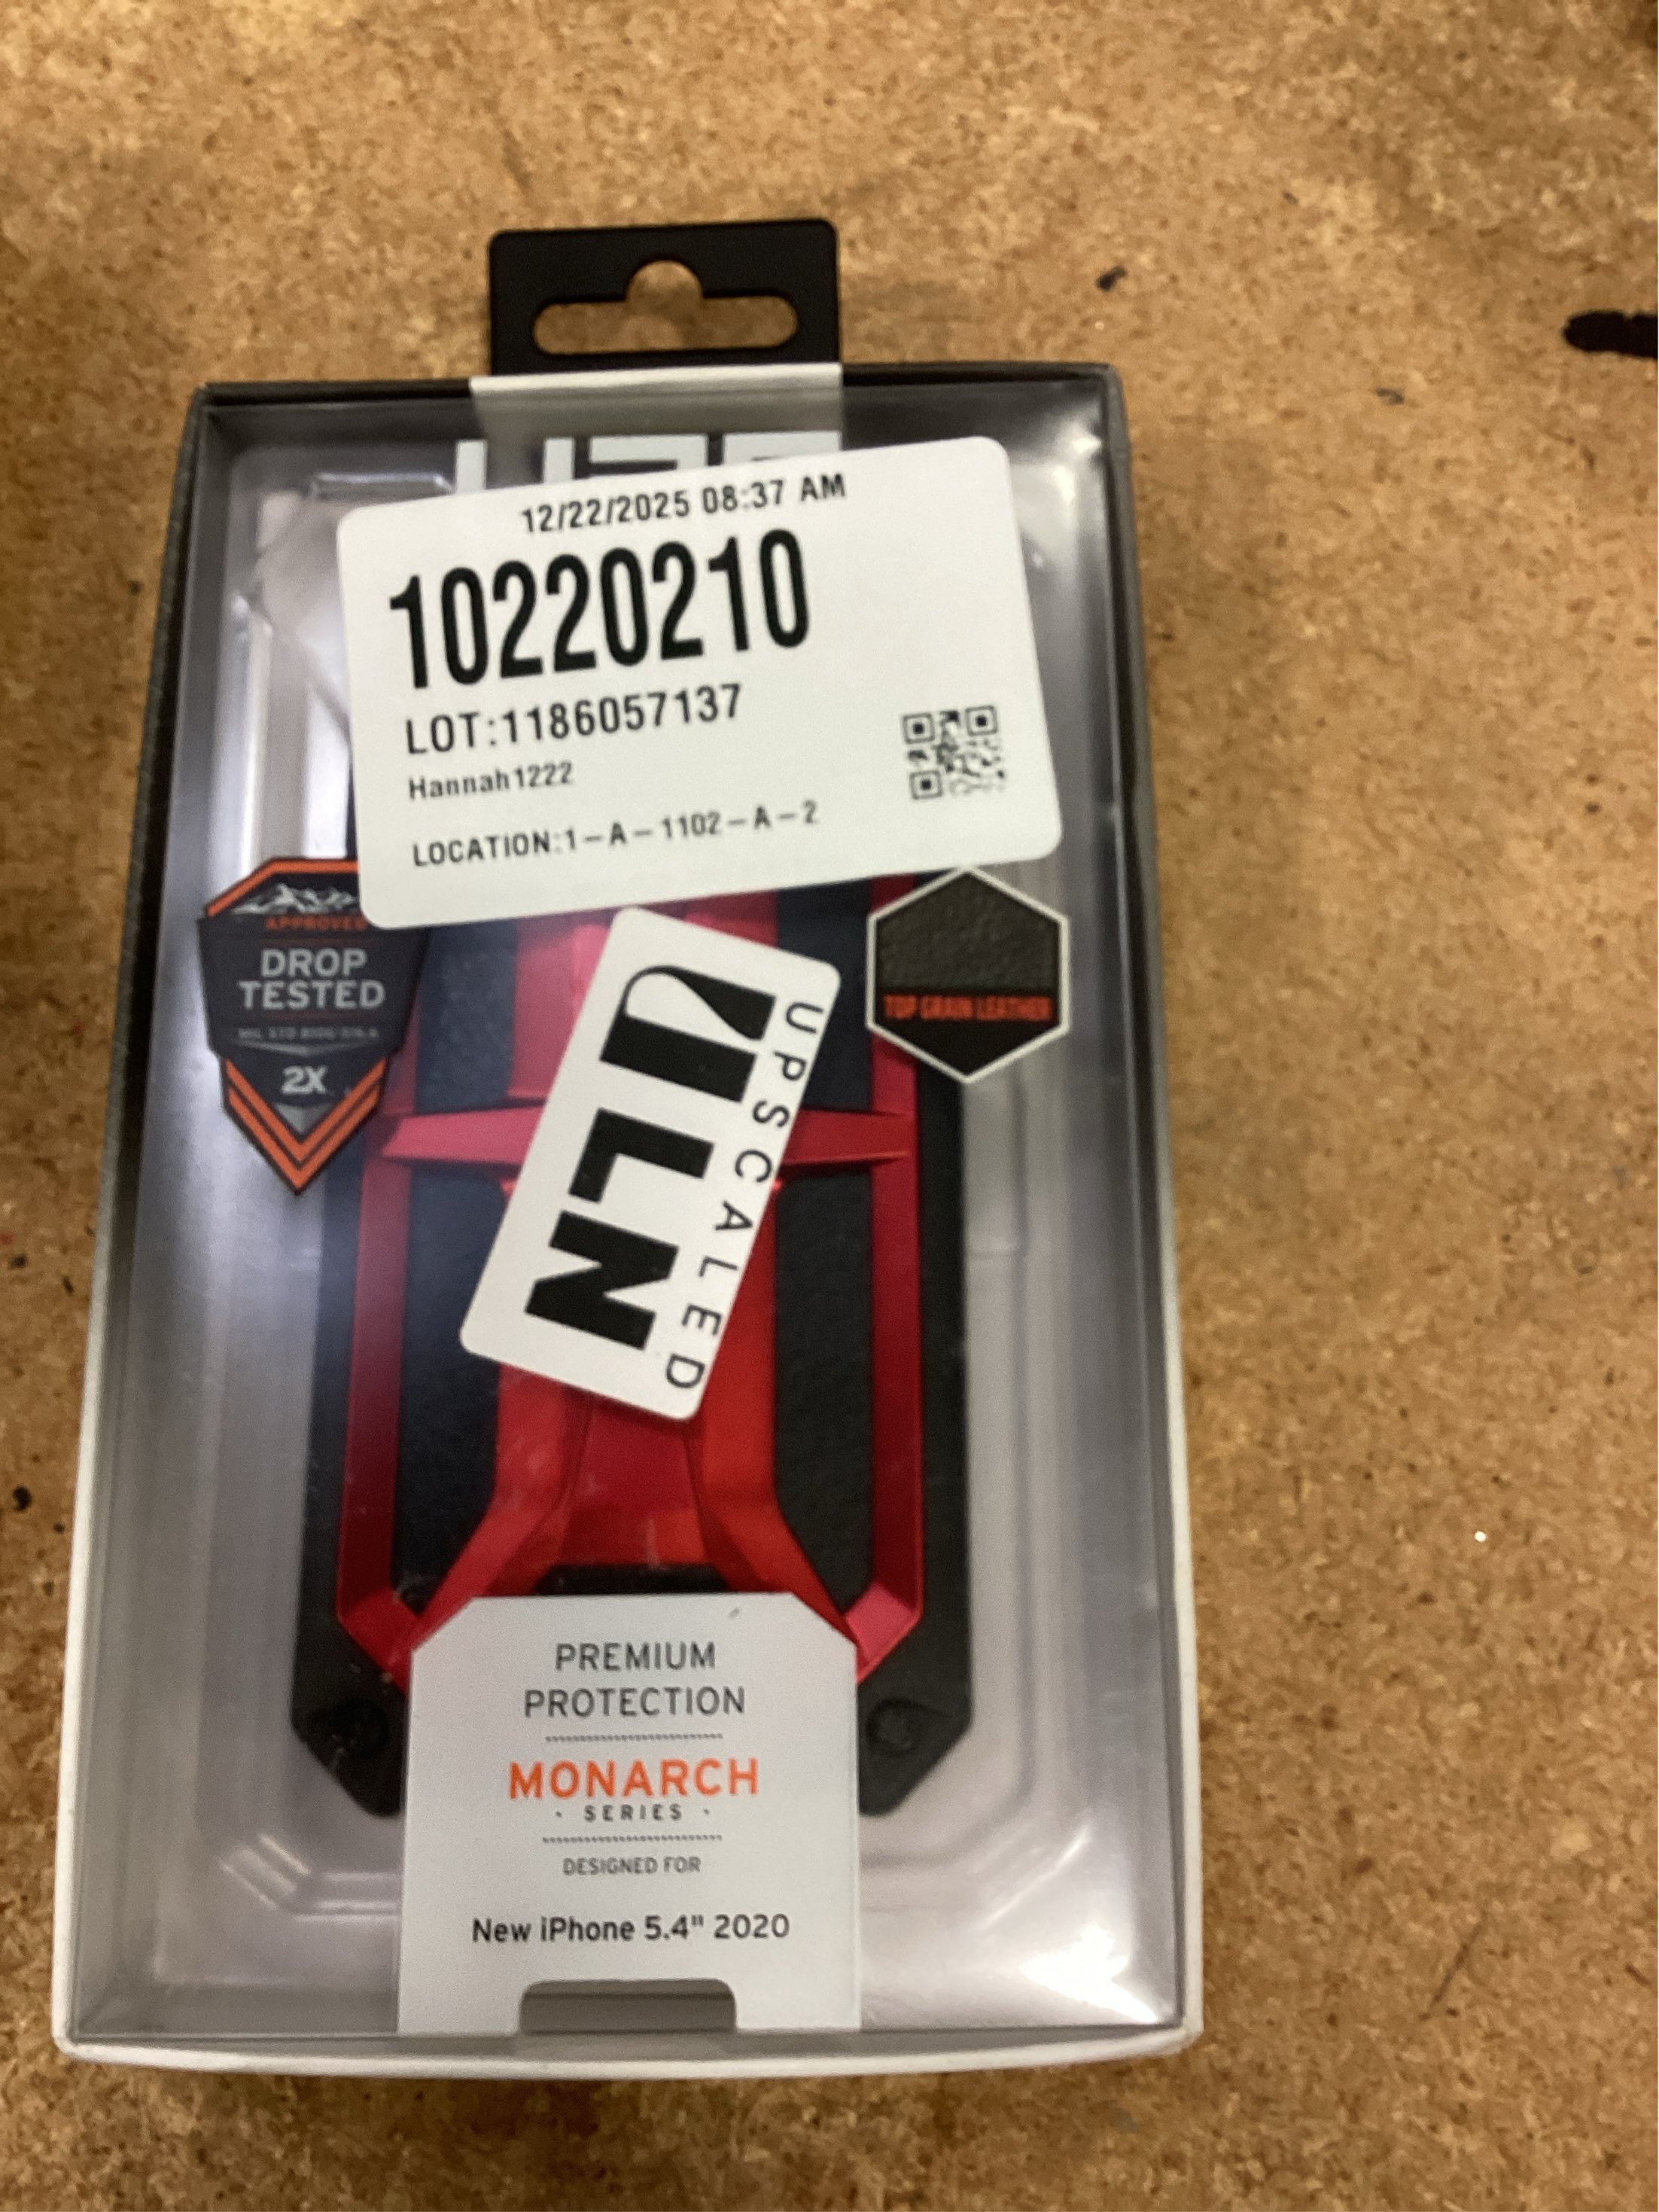 12/22/2025 08:37 AM
10220210
LOT:1186057137
Hannah1222
LOCATION:1-A-1102-A-2
APPROVED
DROP
TESTED
2X
TOP GRAIN LEATHER
UPSCALED
PREMIUM
PROTECTION
MONARCH
· SERIES ·
DESIGNED FOR
New iPhone 5.4" 2020